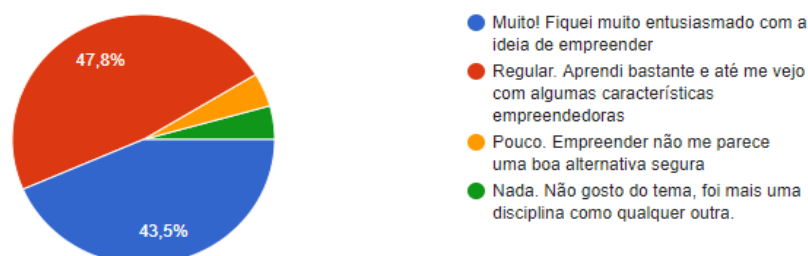 47,8%
43,5%
Muito! Fiquei muito entusiasmado com a
ideia de empreender
Regular. Aprendi bastante e até me vejo
com algumas características
empreendedoras
Pouco. Empreender não me parece
uma boa alternativa segura
Nada. Não gosto do tema, foi mais uma
disciplina como qualquer outra.